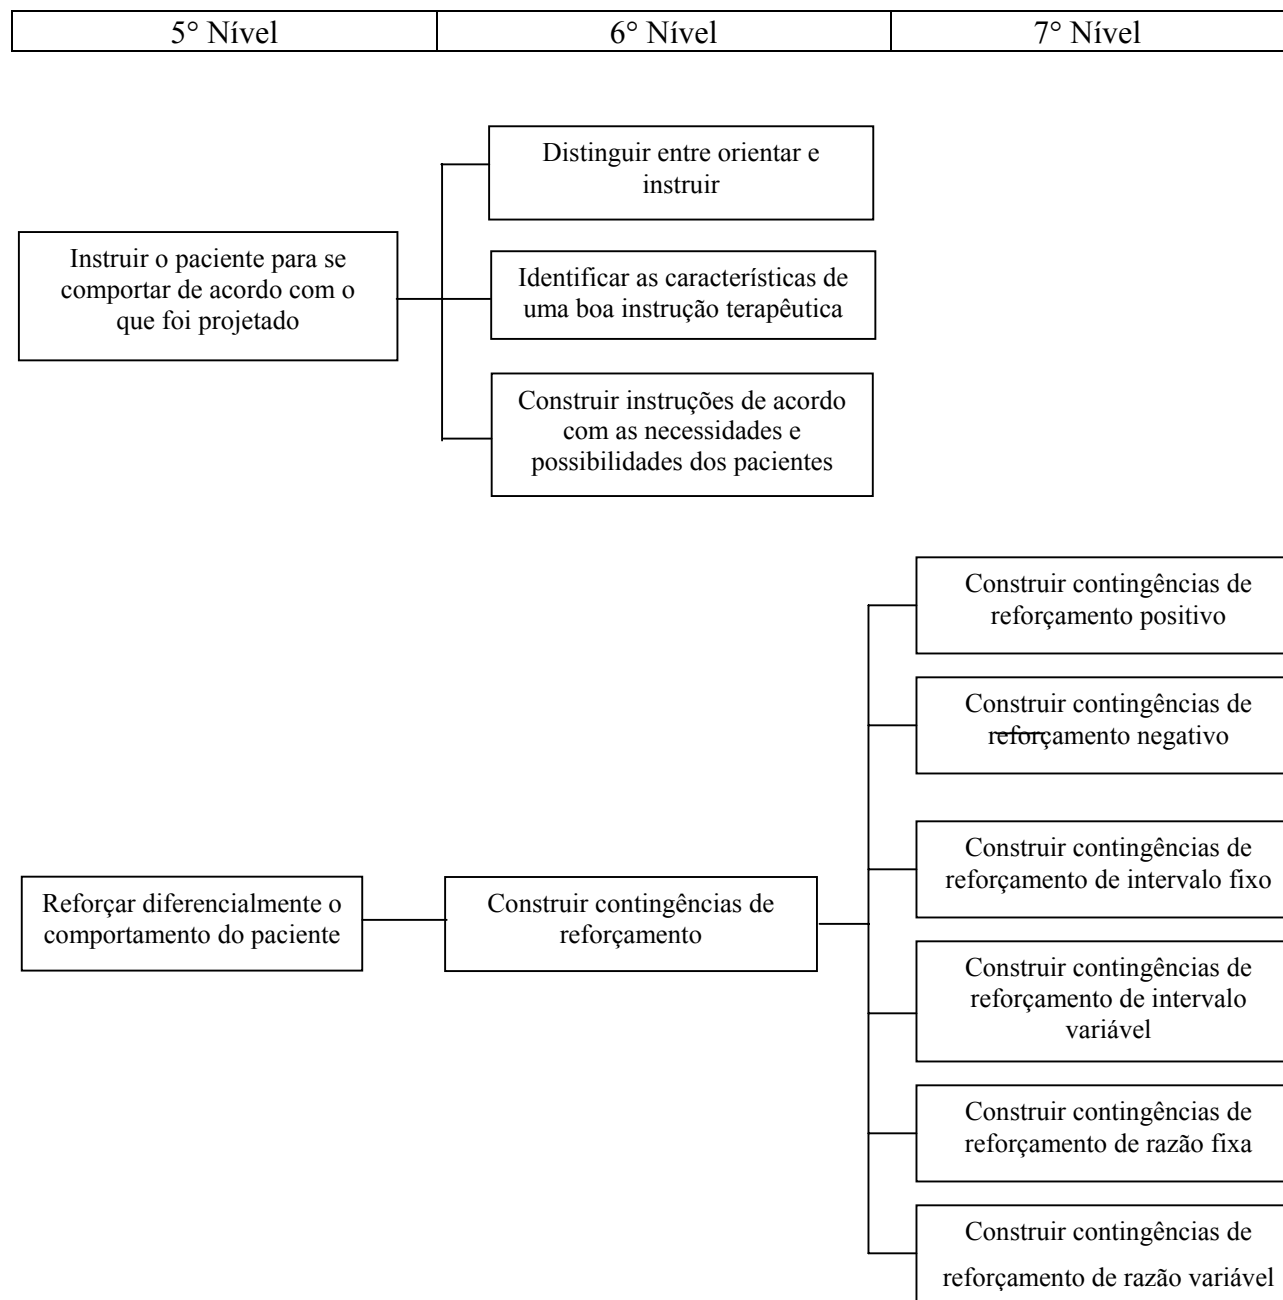 5° Nível
6° Nível
7° Nível
Distinguir entre orientar e
instruir
Instruir o paciente para se
comportar de acordo com o
que foi projetado
Identificar as características de
uma boa instrução terapêutica
Construir instruções de acordo
com as necessidades e
possibilidades dos pacientes
Reforçar diferencialmente o
comportamento do paciente
Construir contingências de
reforçamento
Construir contingências de
reforçamento positivo
Construir contingências de
reforçamento negativo
Construir contingências de
reforçamento de intervalo fixo
Construir contingências de
reforçamento de intervalo
variável
Construir contingências de
reforçamento de razão fixa
Construir contingências de
reforçamento de razão variável